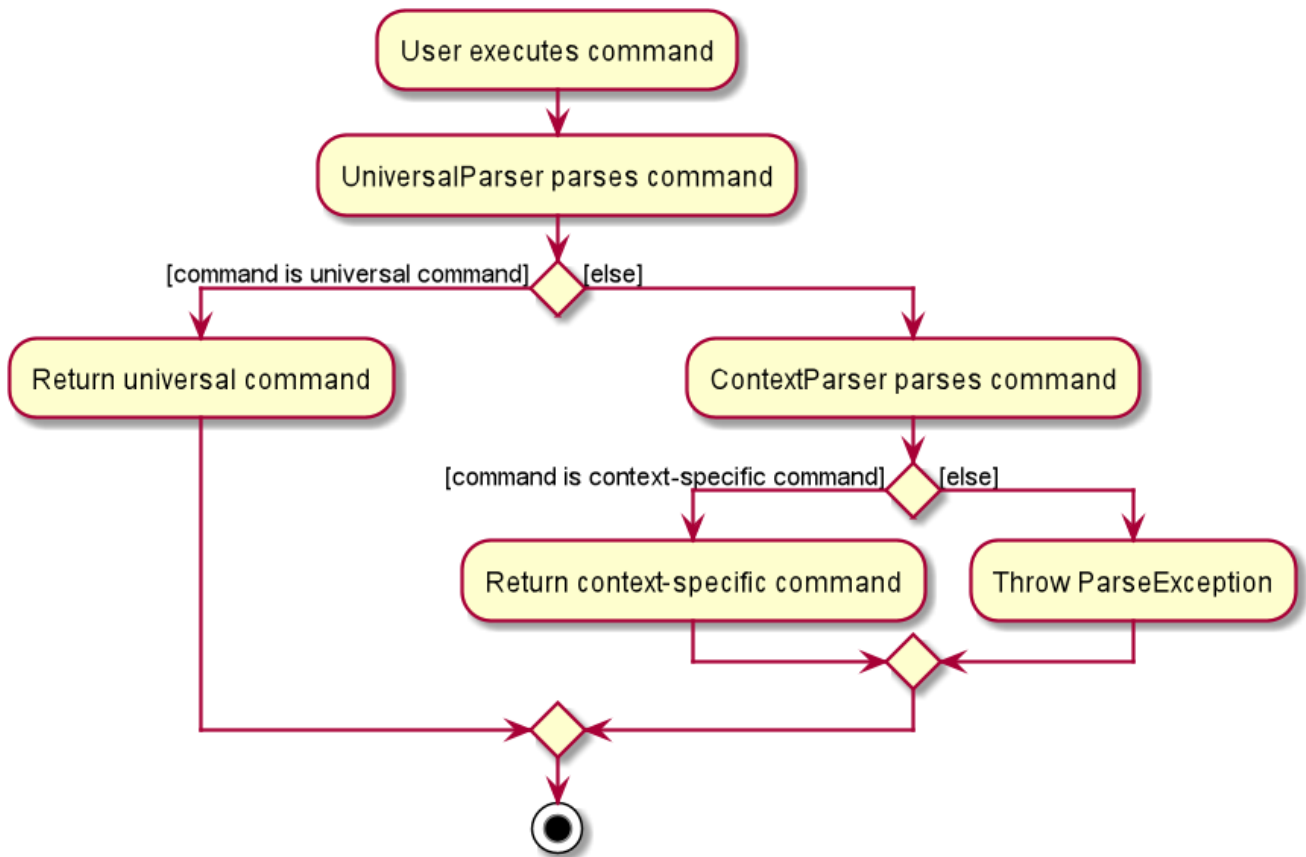 User executes command
UniversalParser parses command
[command is universal command]
[else]
Return universal command
ContextParser parses command
[command is context-specific command]
[else]
Return context-specific command
Throw ParseException